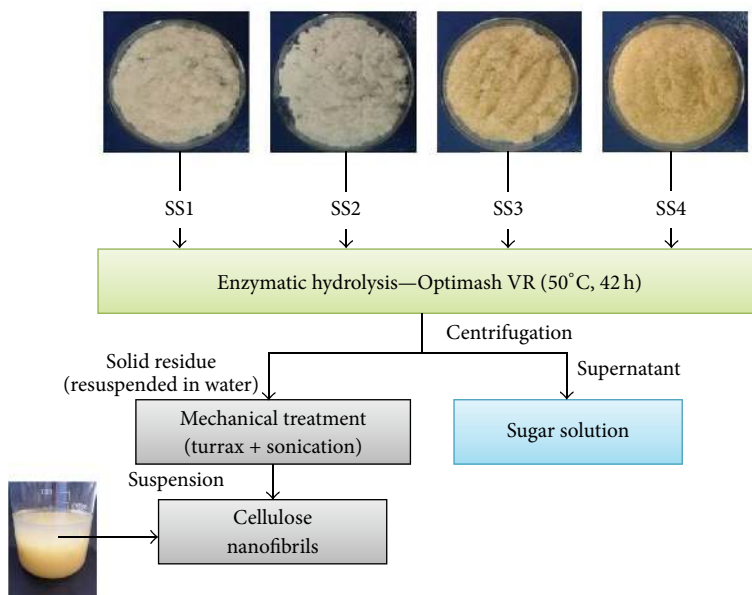 SS1
SS2
SS3
SS4
Enzymatic hydrolysis—Optimash VR (50°C, 42 h)
Centrifugation
Solid residue
(resuspended in water)
Supernatant
Mechanical treatment
(turrax + sonication)
Sugar solution
Suspension
Cellulose
nanofibrils